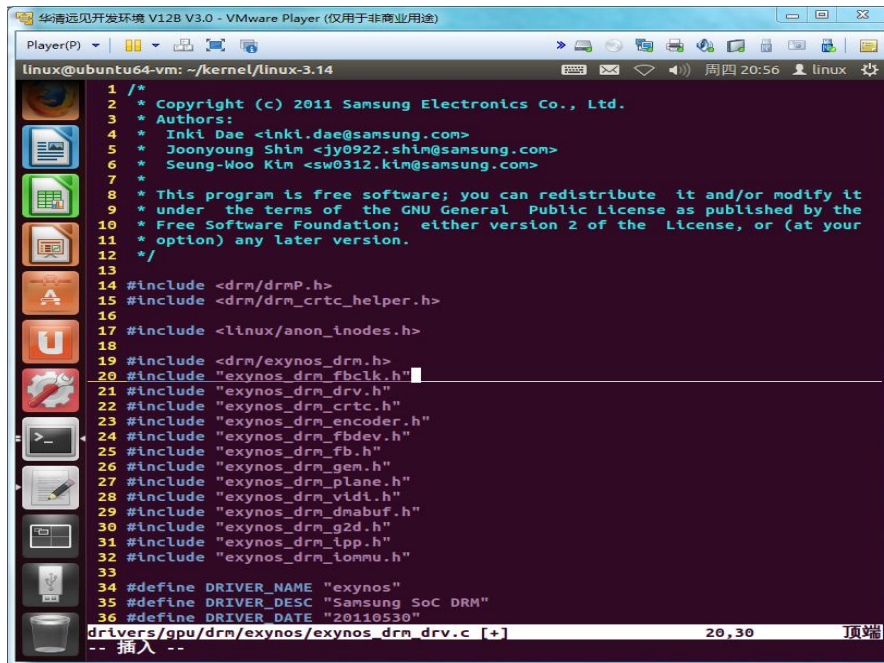 华清远见开发环境 V12B V3.0 - VMware Player (仅用于非商业用途)
Player(P)
linux@ubuntu64-vm: ~/kernel/linux-3.14
周四 20:56 linux
1 /*
2  * Copyright (c) 2011 Samsung Electronics Co., Ltd.
3  * Authors:
4  *   Inki Dae <inki.dae@samsung.com>
5  *   Joonyoung Shim <jy0922.shim@samsung.com>
6  *   Seung-Woo Kim <sw0312.kim@samsung.com>
7  *
8  * This program is free software; you can redistribute  it and/or modify it
9  * under  the terms of  the GNU General  Public License as published by the
10  * Free Software Foundation;  either version 2 of the  License, or (at your
11  * option) any later version.
12  */
13
14 #include <drm/drmP.h>
15 #include <drm/drm_crtc_helper.h>
16
17 #include <linux/anon_inodes.h>
18
19 #include <drm/exynos_drm.h>
20 #include "exynos_drm_fbclk.h"
21 #include "exynos_drm_drv.h"
22 #include "exynos_drm_crtc.h"
23 #include "exynos_drm_encoder.h"
24 #include "exynos_drm_fbdev.h"
25 #include "exynos_drm_fb.h"
26 #include "exynos_drm_gem.h"
27 #include "exynos_drm_plane.h"
28 #include "exynos_drm_vidi.h"
29 #include "exynos_drm_dmabuf.h"
30 #include "exynos_drm_g2d.h"
31 #include "exynos_drm_ipp.h"
32 #include "exynos_drm_iommu.h"
33
34 #define DRIVER_NAME "exynos"
35 #define DRIVER_DESC "Samsung SoC DRM"
36 #define DRIVER_DATE "20110530"
drivers/gpu/drm/exynos/exynos_drm_drv.c [+] 20,30 顶端
-- 插入 --